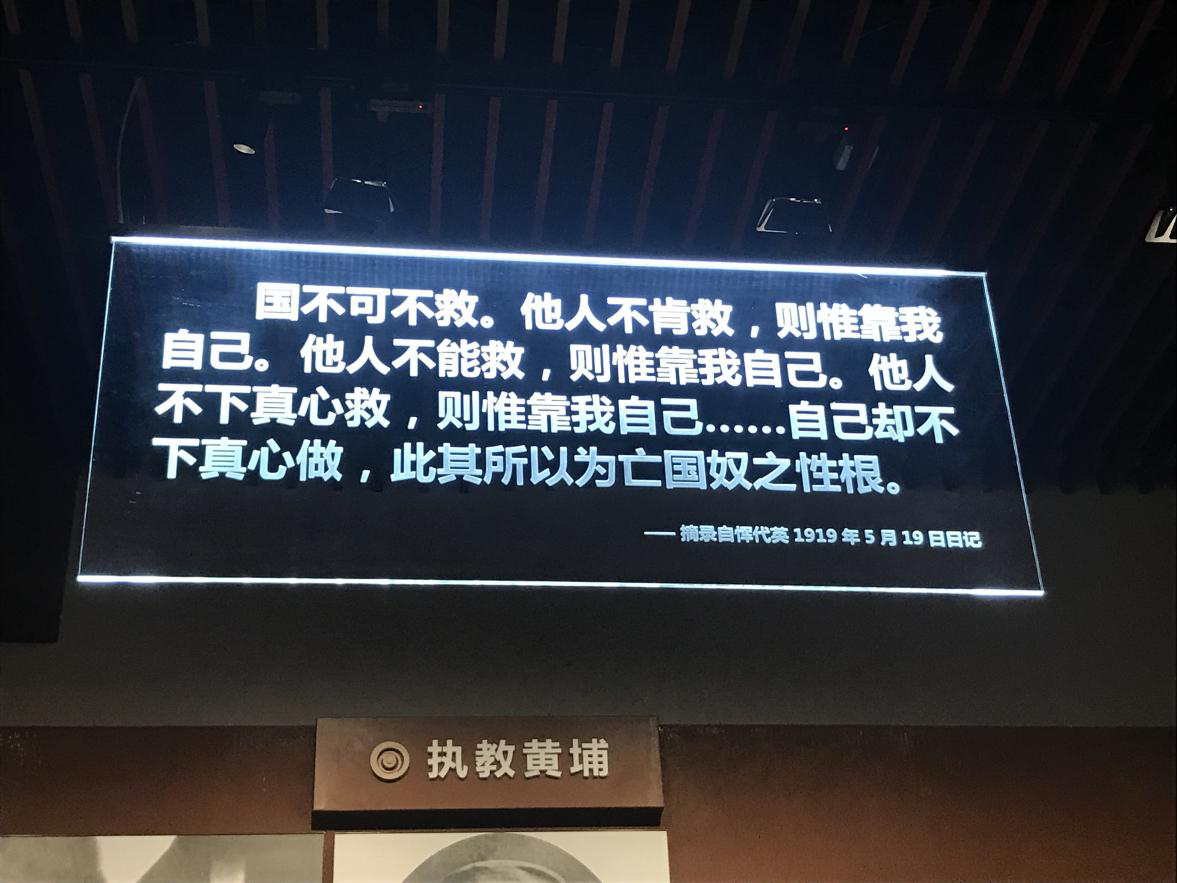 国不可不救。他人不肯救，则惟靠我
自己。他人不能救，则惟靠我自己。他人
不下真心救，则惟靠我自己……自己却不
下真心做，此其所以为亡国奴之性根。
—— 摘录自恽代英 1919 年 5 月 19 日日记
执教黄埔